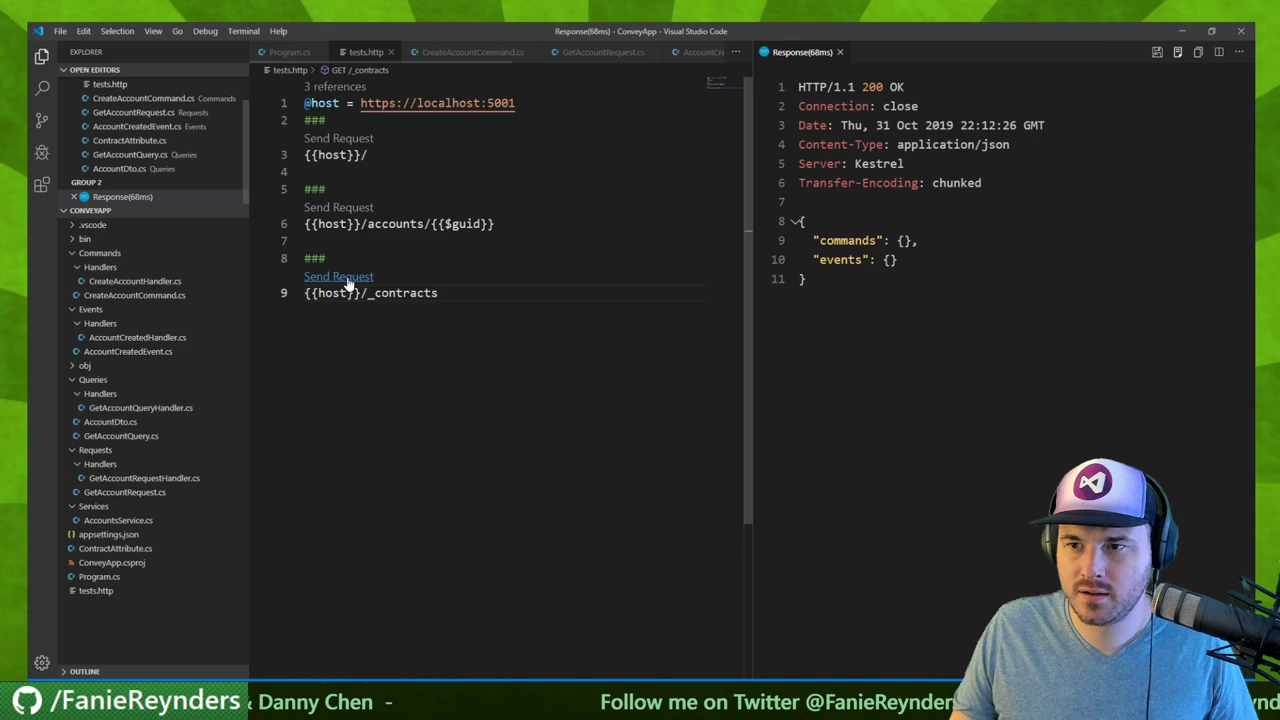 File Edit Selection View Go Debug Terminal Help
Response(68ms) - ConveyApp - Visual Studio Code
EXPLORER
OPEN EDITORS
tests.http
CreateAccountCommand.cs Commands
GetAccountRequest.cs Requests
AccountCreatedEvent.cs Events
ContractAttribute.cs
GetAccountQuery.cs Queries
AccountDto.cs Queries
GROUP 2
Response(68ms)
CONVEYAPP
.vscode
bin
Commands
Handlers
CreateAccountHandler.cs
CreateAccountCommand.cs
Events
Handlers
AccountCreatedHandler.cs
AccountCreatedEvent.cs
obj
Queries
Handlers
GetAccountQueryHandler.cs
AccountDto.cs
GetAccountQuery.cs
Requests
Handlers
GetAccountRequestHandler.cs
GetAccountRequest.cs
Services
AccountsService.cs
appsettings.json
ContractAttribute.cs
ConveyApp.csproj
Program.cs
tests.http
OUTLINE
Program.cs tests.http CreateAccountCommand.cs GetAccountRequest.cs AccountCre
tests.http > GET /_contracts
3 references
1 @host = https://localhost:5001
2 ###
Send Request
3 {{host}}/
4
5 ###
Send Request
6 {{host}}/accounts/{{$guid}}
7
8 ###
Send Request
9 {{host}}/_contracts
Response(68ms)
1 HTTP/1.1 200 OK
2 Connection: close
3 Date: Thu, 31 Oct 2019 22:12:26 GMT
4 Content-Type: application/json
5 Server: Kestrel
6 Transfer-Encoding: chunked
7
8 {
9 "commands": {},
10 "events": {}
11 }
/FanieReynders & Danny Chen - Follow me on Twitter @FanieReynders